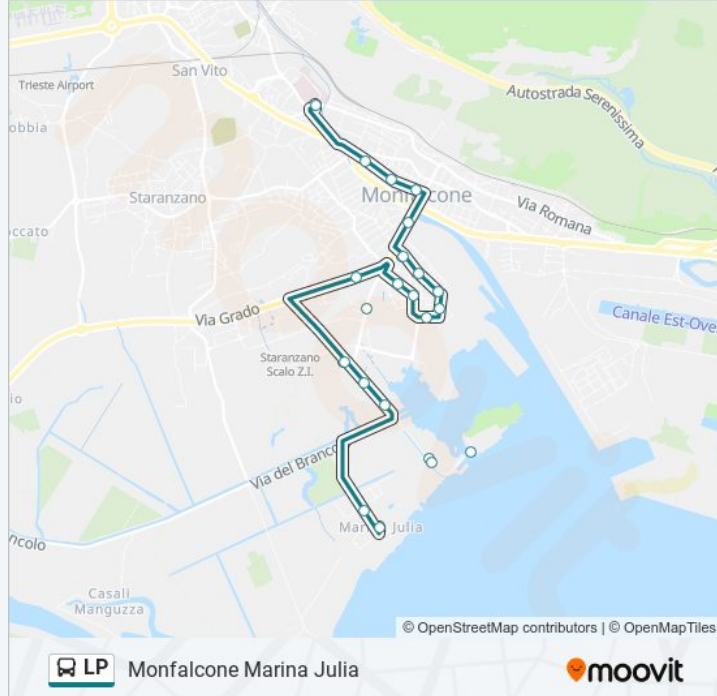 San Vito
Trieste Airport
Autostrada Serenissima
obbia
Staranzano
Monfalcone
Via Romana
occato
Via Grado
Canale Est-Ove
Staranzano
Scalo Z.I.
io
Via del Branco
Marina Julia
ncolo
Casali
Manguzza
© OpenStreetMap contributors | © OpenMapTiles
LP Monfalcone Marina Julia
moovit